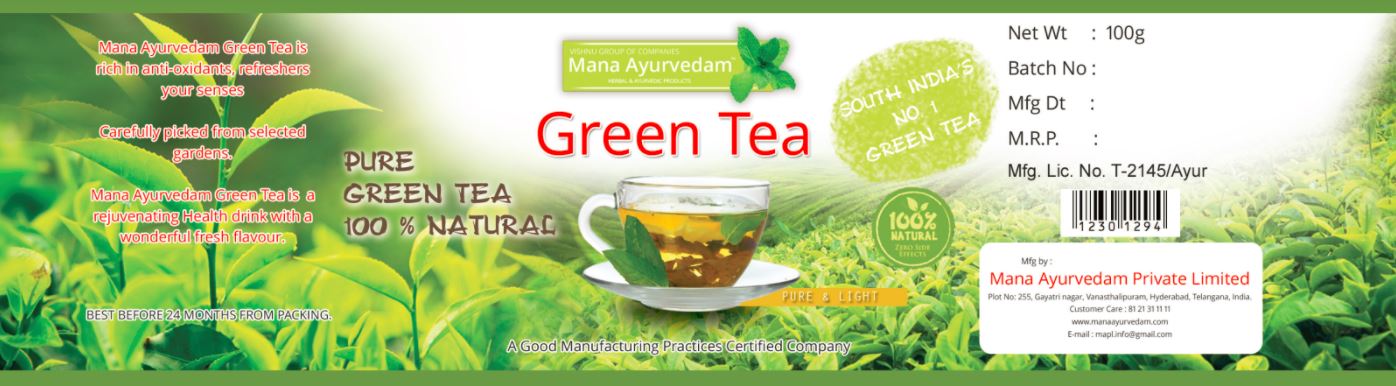 Mana Ayurvedam Green Tea is
rich in anti-oxidants, refreshers
your senses
Carefully picked from selected
gardens.
Mana Ayurvedam Green Tea is a
rejuvenating Health drink with a
wonderful fresh flavour.
BEST BEFORE 24 MONTHS FROM PACKING.
PURE
GREEN TEA
100 % NATURAL
VISHNU GROUP OF COMPANIES
Mana Ayurvedam
HERBAL & AYURVEDIC PRODUCTS
Green Tea
PURE & LIGHT
A Good Manufacturing Practices Certified Company
SOUTH INDIA'S
NO. 1
GREEN TEA
100%
NATURAL
ZERO SIDE
EFFECTS
Net Wt : 100g
Batch No :
Mfg Dt :
M.R.P. :
Mfg. Lic. No. T-2145/Ayur
12301294
Mfg by :
Mana Ayurvedam Private Limited
Plot No: 255, Gayatri nagar, Vanasthalipuram, Hyderabad, Telangana, India.
Customer Care : 81 21 31 11 11
www.manaayurvedam.com
E-mail : mapl.info@gmail.com